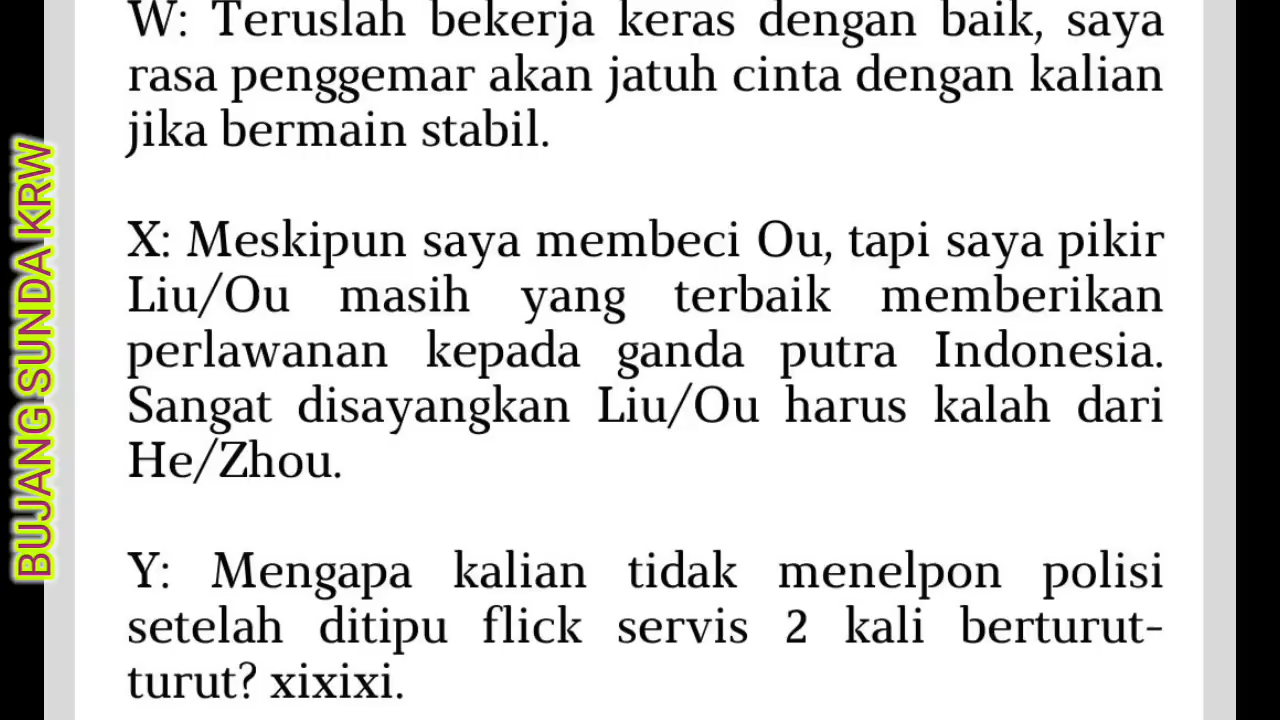 W: Teruslah bekerja keras dengan baik, saya
rasa penggemar akan jatuh cinta dengan kalian
jika bermain stabil.
X: Meskipun saya membeci Ou, tapi saya pikir
Liu/Ou masih yang terbaik memberikan
perlawanan kepada ganda putra Indonesia.
Sangat disayangkan Liu/Ou harus kalah dari
He/Zhou.
Y: Mengapa kalian tidak menelpon polisi
setelah ditipu flick servis 2 kali berturut-
turut? xixixi.
BUJANG SUNDA KRW